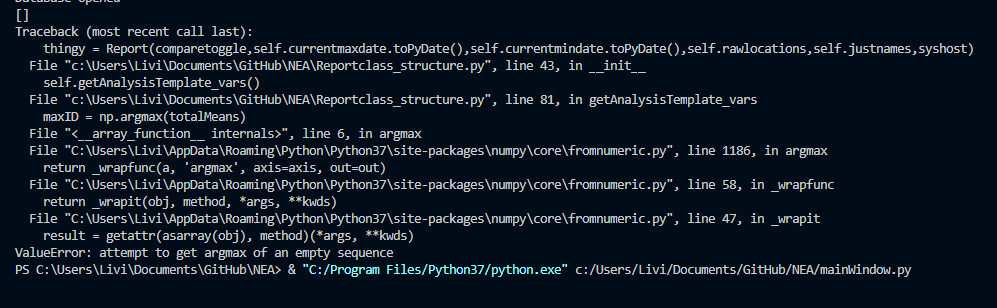 Database opened
[]
Traceback (most recent call last):
    thingy = Report(comparetoggle,self.currentmaxdate.toPyDate(),self.currentmindate.toPyDate(),self.rawlocations,self.justnames,syshost)
  File "c:\Users\Livi\Documents\GitHub\NEA\Reportclass_structure.py", line 43, in __init__
    self.getAnalysisTemplate_vars()
  File "c:\Users\Livi\Documents\GitHub\NEA\Reportclass_structure.py", line 81, in getAnalysisTemplate_vars
    maxID = np.argmax(totalMeans)
  File "<__array_function__ internals>", line 6, in argmax
  File "C:\Users\Livi\AppData\Roaming\Python\Python37\site-packages\numpy\core\fromnumeric.py", line 1186, in argmax
    return _wrapfunc(a, 'argmax', axis=axis, out=out)
  File "C:\Users\Livi\AppData\Roaming\Python\Python37\site-packages\numpy\core\fromnumeric.py", line 58, in _wrapfunc
    return _wrapit(obj, method, *args, **kwds)
  File "C:\Users\Livi\AppData\Roaming\Python\Python37\site-packages\numpy\core\fromnumeric.py", line 47, in _wrapit
    result = getattr(asarray(obj), method)(*args, **kwds)
ValueError: attempt to get argmax of an empty sequence
PS C:\Users\Livi\Documents\GitHub\NEA> & "C:/Program Files/Python37/python.exe" c:/Users/Livi/Documents/GitHub/NEA/mainWindow.py